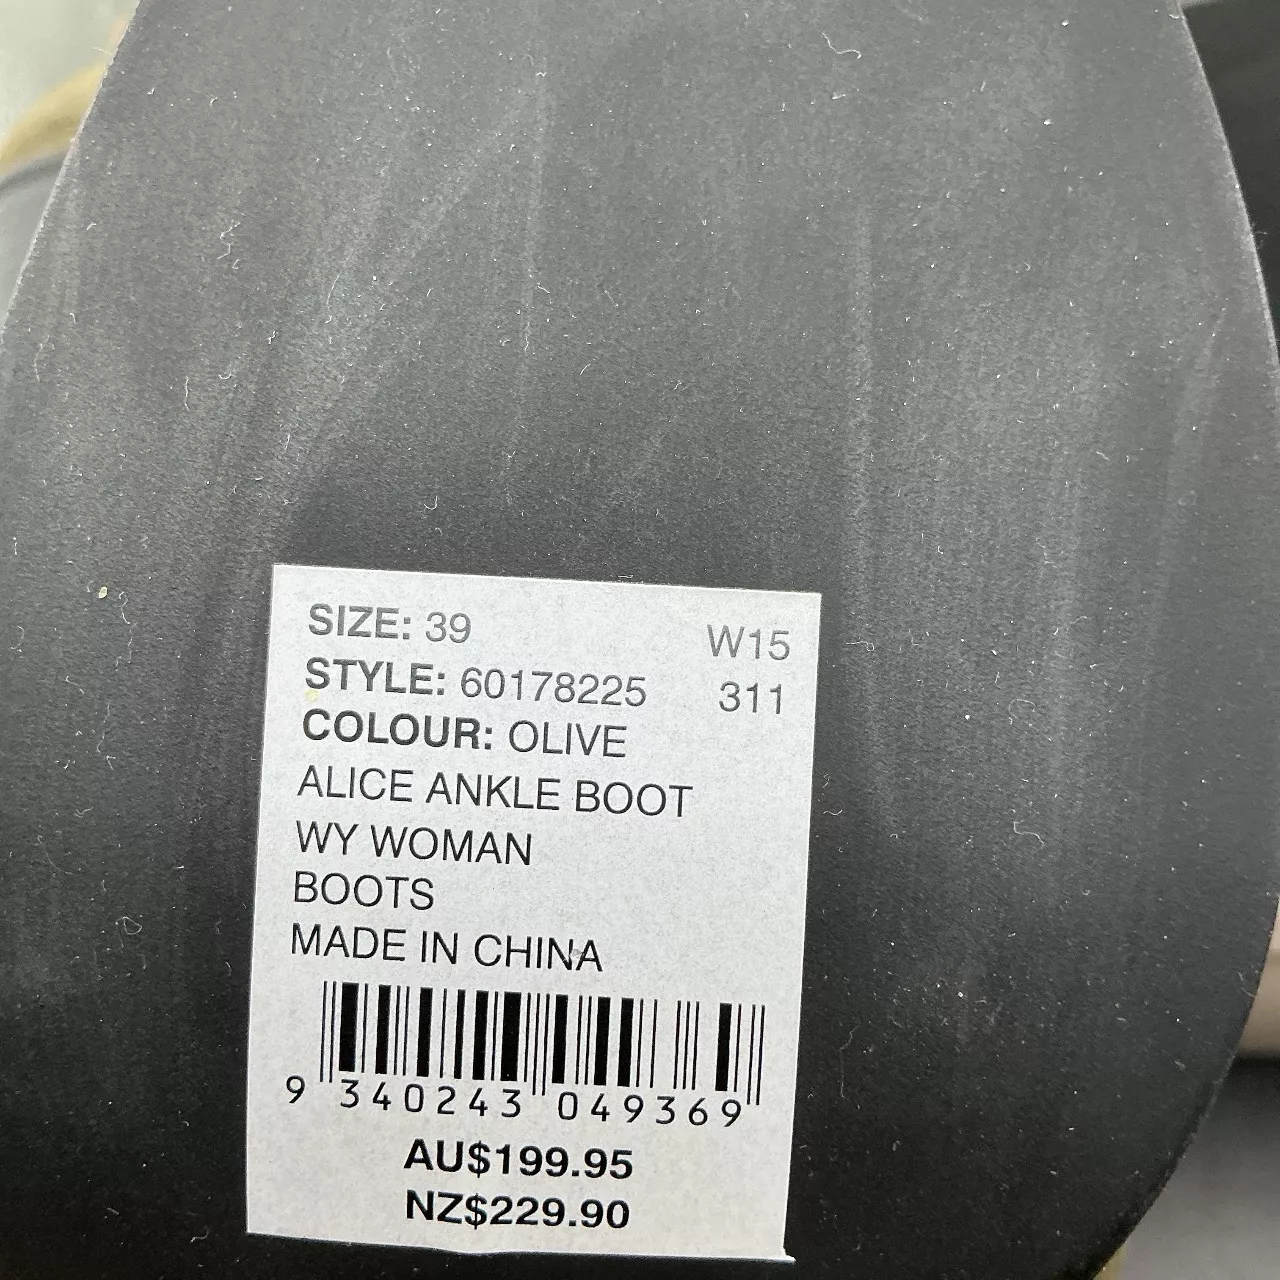 SIZE: 39 W15
STYLE: 60178225 311
COLOUR: OLIVE
ALICE ANKLE BOOT
WY WOMAN
BOOTS
MADE IN CHINA
9 340243 049369
AU$199.95
NZ$229.90